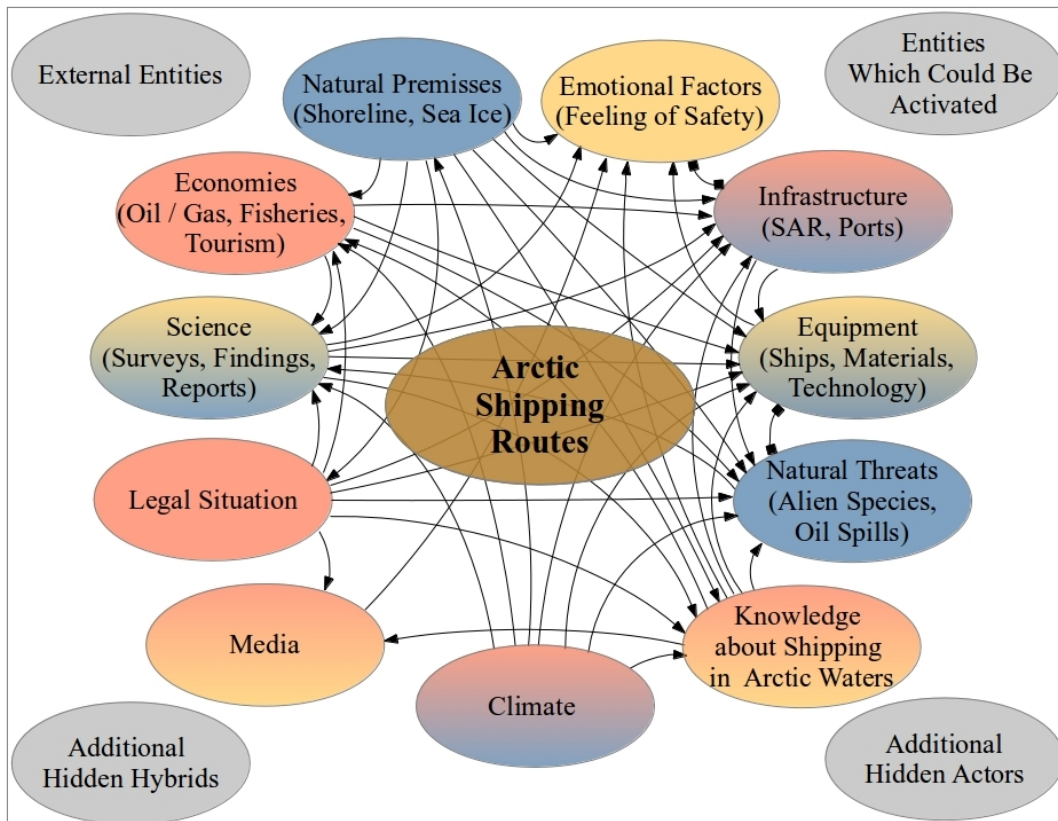 External Entities
Natural Premisses
(Shoreline, Sea Ice)
Emotional Factors
(Feeling of Safety)
Entities
Which Could Be
Activated
Economies
(Oil / Gas, Fisheries,
Tourism)
Infrastructure
(SAR, Ports)
Science
(Surveys, Findings,
Reports)
Arctic
Shipping
Routes
Equipment
(Ships, Materials,
Technology)
Legal Situation
Natural Threats
(Alien Species,
Oil Spills)
Media
Climate
Knowledge
about Shipping
in Arctic Waters
Additional
Hidden Hybrids
Additional
Hidden Actors